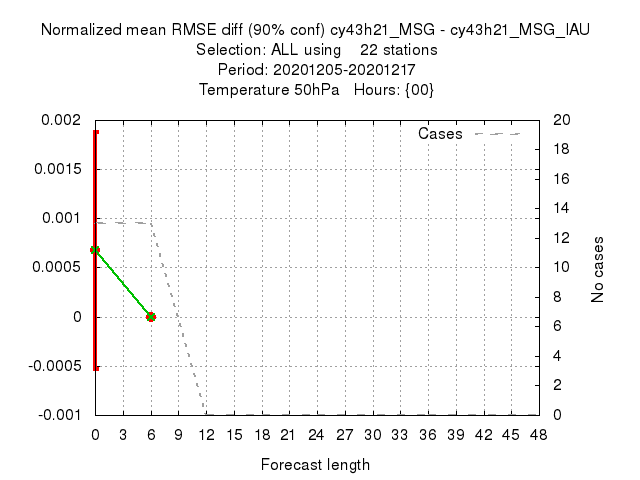 Normalized mean RMSE diff (90% conf) cy43h21_MSG - cy43h21_MSG_IAU
Selection: ALL using 22 stations
Period: 20201205-20201217
Temperature 50hPa Hours: {00}
Cases
0.002
0.0015
0.001
0.0005
0
-0.0005
-0.001
20
18
16
14
12
10
8
6
4
2
0
No cases
0 3 6 9 12 15 18 21 24 27 30 33 36 39 42 45 48
Forecast length